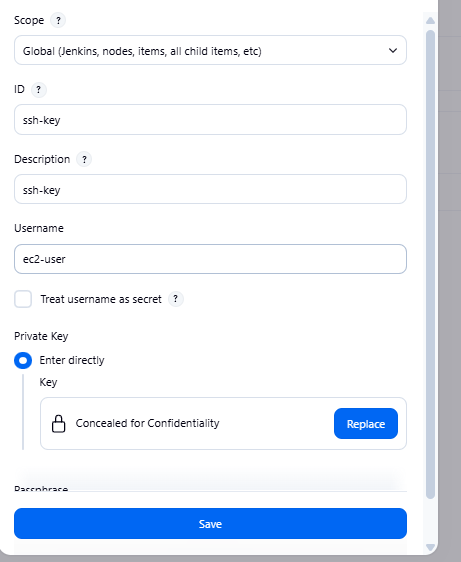 Scope ?
Global (Jenkins, nodes, items, all child items, etc)
ID ?
ssh-key
Description ?
ssh-key
Username
ec2-user
Treat username as secret ?
Private Key
Enter directly
Key
Concealed for Confidentiality
Replace
Passphrase
Save